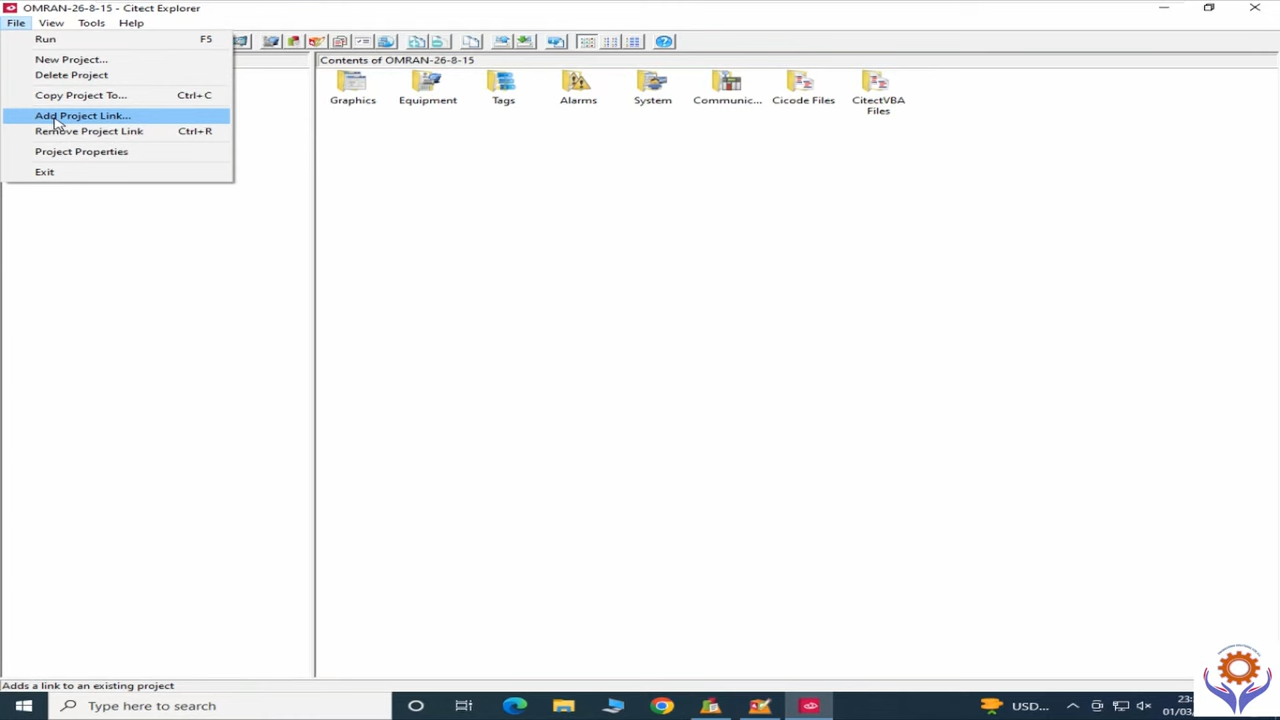 OMRAN-26-8-15 - Citect Explorer
File View Tools Help
Run F5
New Project...
Delete Project
Copy Project To... Ctrl+C
Add Project Link...
Remove Project Link Ctrl+R
Project Properties
Exit
Contents of OMRAN-26-8-15
Graphics Equipment Tags Alarms System Communic... Cicode Files CitectVBA Files
Adds a link to an existing project
Type here to search
USD...
23:
01/03,